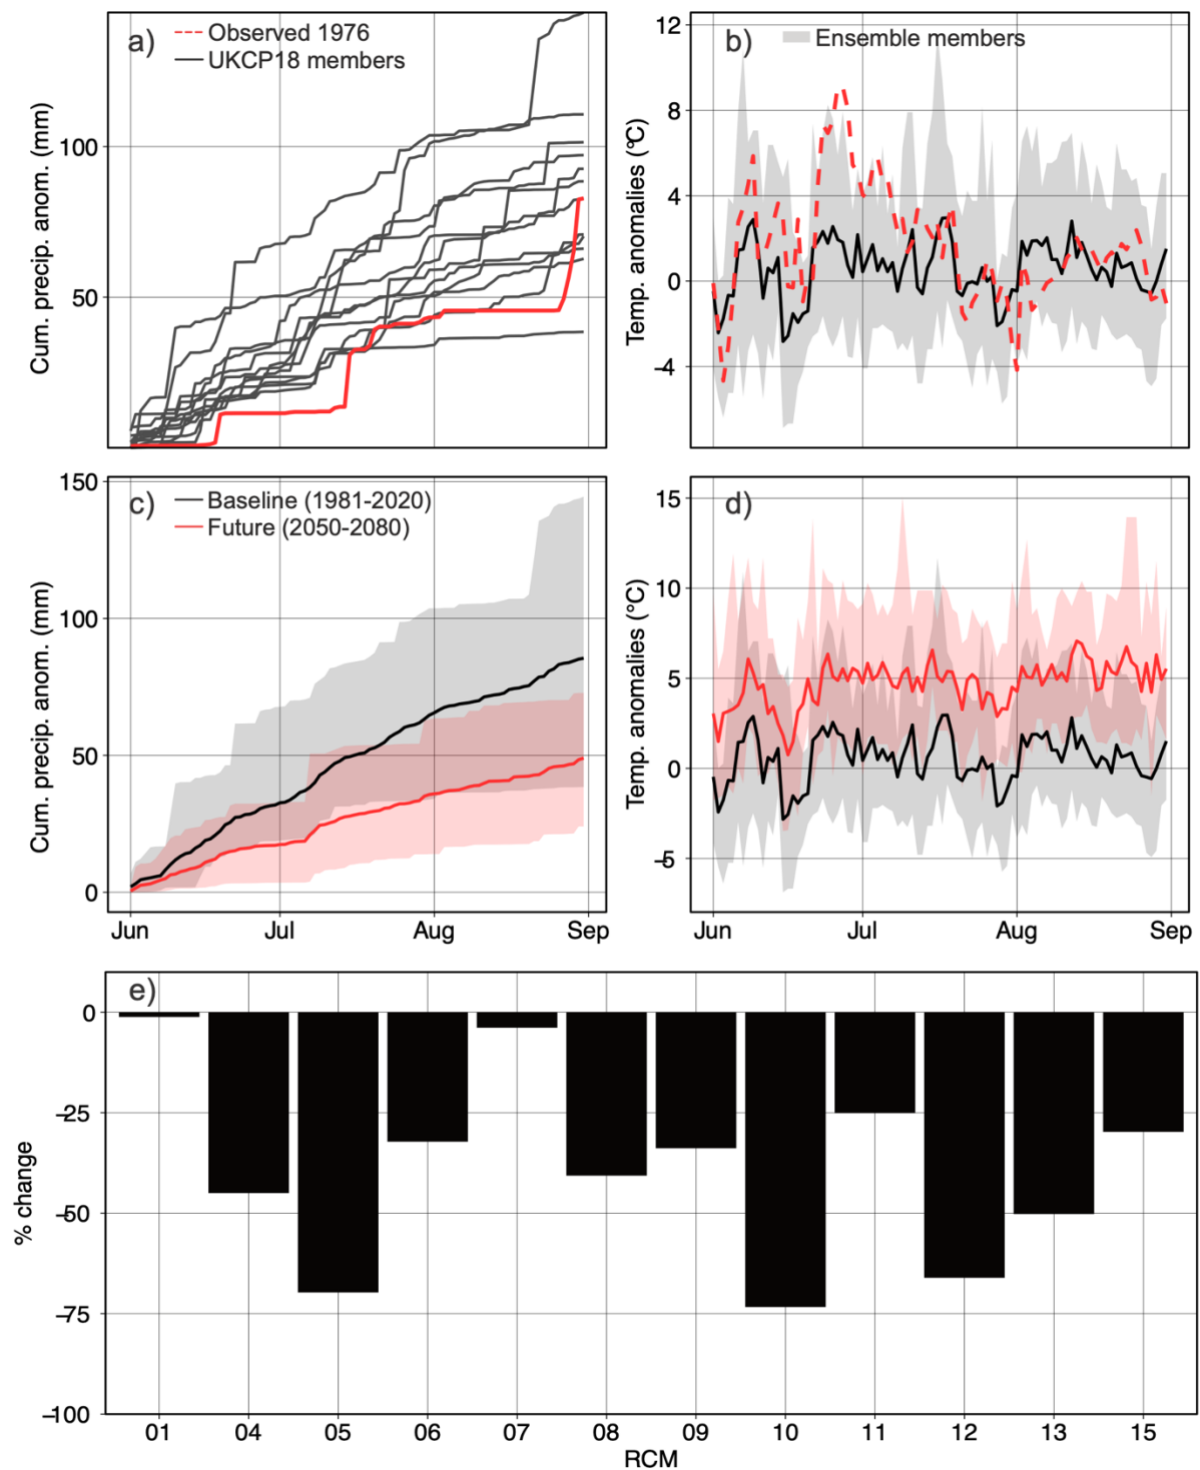 a)
Observed 1976
UKCP18 members
Cum. precip. anom. (mm)
100
50
b)
Ensemble members
Temp. anomalies (°C)
12
8
4
0
−4
c)
Baseline (1981-2020)
Future (2050-2080)
Cum. precip. anom. (mm)
150
100
50
0
Jun Jul Aug Sep
d)
Temp. anomalies (°C)
15
10
5
0
−5
Jun Jul Aug Sep
e)
% change
0
−25
−50
−75
−100
01 04 05 06 07 08 09 10 11 12 13 15
RCM